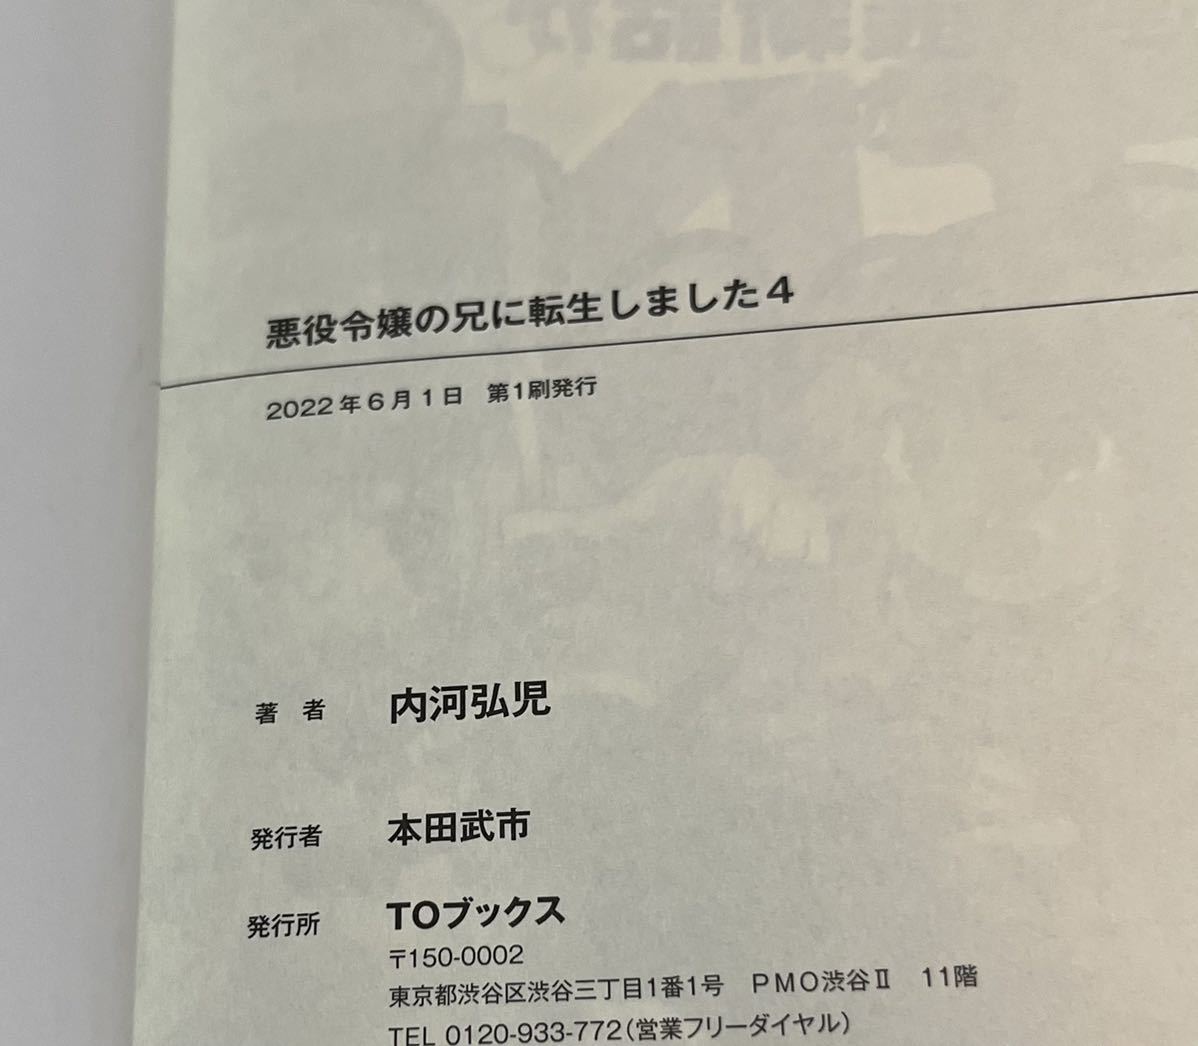 悪役令嬢の兄に転生しました4
2022年6月1日　第1刷発行
著　者　内河弘児
発行者　本田武市
発行所　TOブックス
〒150-0002
東京都渋谷区渋谷三丁目1番1号　PMO渋谷Ⅱ　11階
TEL 0120-933-772（営業フリーダイヤル）